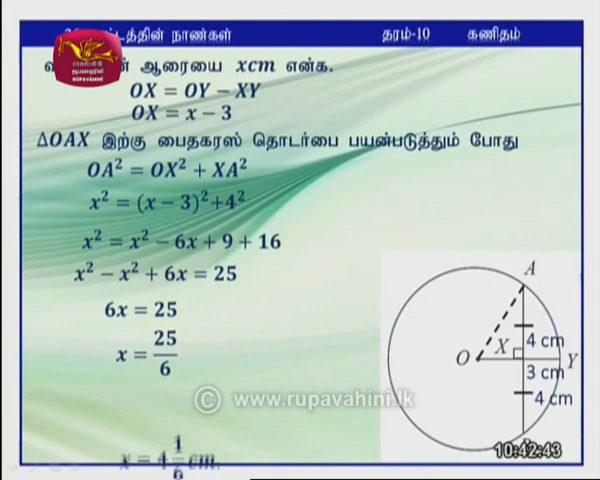 நாண்கள் தரம்-10 கணிதம்
ஆரையை xcm என்க.
OX = OY − XY
OX = x − 3
ΔOAX இற்கு பைதகரஸ் தொடர்பை பயன்படுத்தும் போது
OA² = OX² + XA²
x² = (x − 3)²+4²
x² = x² − 6x + 9 + 16
x² − x² + 6x = 25
6x = 25
x = 25/6
x = 4 1/6 cm.
A
4 cm
X
O
Y
3 cm
4 cm
RUPAVAHINI
© www.rupavahini.lk
10:42:43